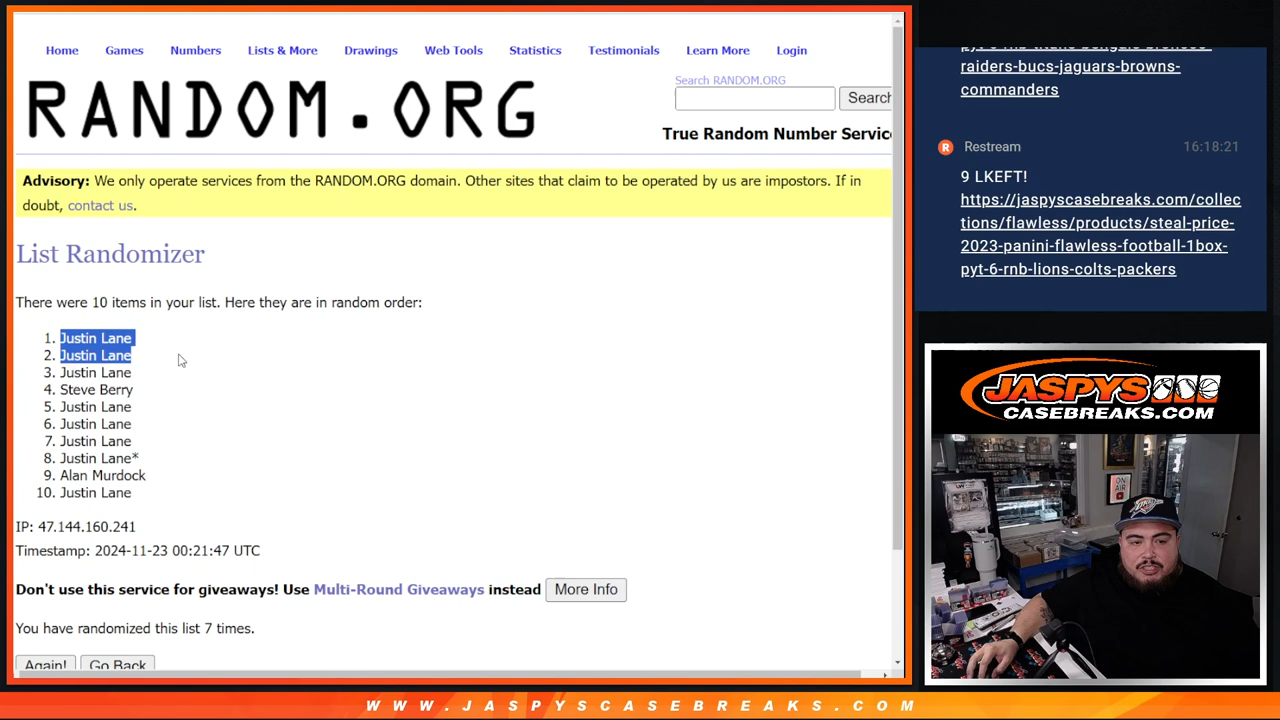 Home Games Numbers Lists & More Drawings Web Tools Statistics Testimonials Learn More Login
RANDOM.ORG
Search RANDOM.ORG
Search
True Random Number Servic
Advisory: We only operate services from the RANDOM.ORG domain. Other sites that claim to be operated by us are impostors. If in
doubt, contact us.
List Randomizer
There were 10 items in your list. Here they are in random order:
1. Justin Lane
2. Justin Lane
3. Justin Lane
4. Steve Berry
5. Justin Lane
6. Justin Lane
7. Justin Lane
8. Justin Lane*
9. Alan Murdock
10. Justin Lane
IP: 47.144.160.241
Timestamp: 2024-11-23 00:21:47 UTC
Don't use this service for giveaways! Use Multi-Round Giveaways instead More Info
You have randomized this list 7 times.
Again! Go Back
pyt-6-rnb-titans-bengals-broncos-
raiders-bucs-jaguars-browns-
commanders
R Restream 16:18:21
9 LKEFT!
https://jaspyscasebreaks.com/collec
tions/flawless/products/steal-price-
2023-panini-flawless-football-1box-
pyt-6-rnb-lions-colts-packers
JASPYS
CASEBREAKS.COM
ON
AIR
WWW.JASPYSCASEBREAKS.COM